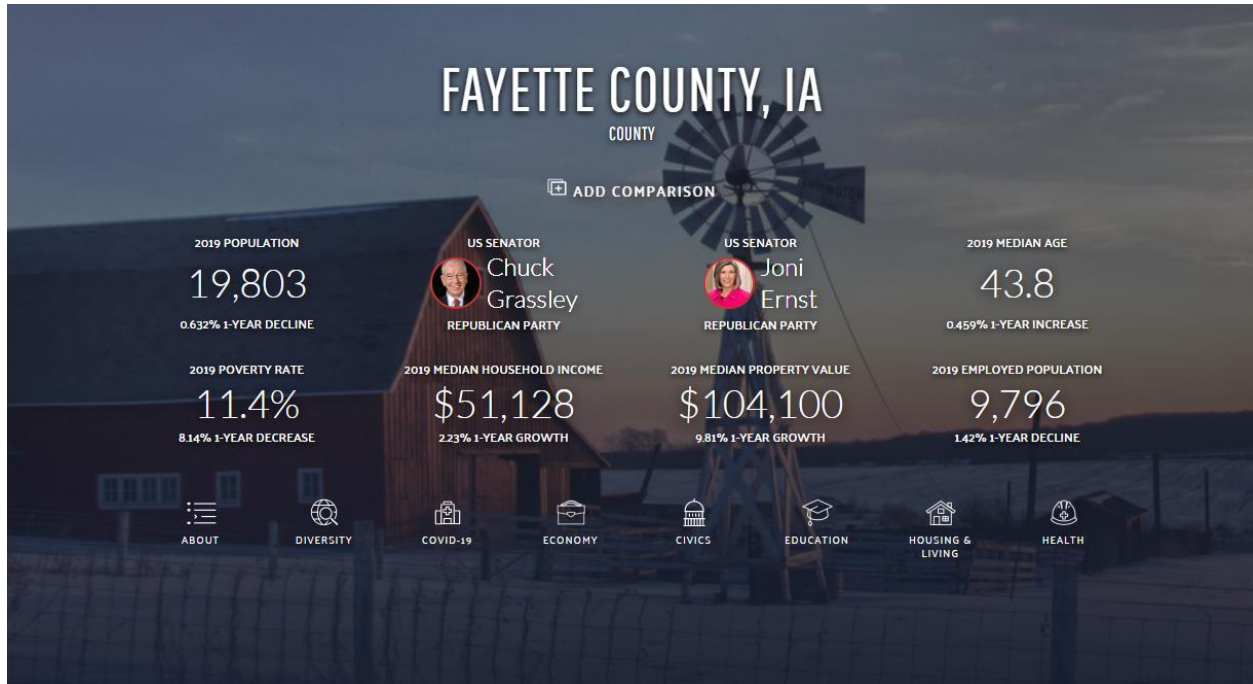 FAYETTE COUNTY, IA
COUNTY
ADD COMPARISON
2019 POPULATION
19,803
0.632% 1-YEAR DECLINE
US SENATOR
Chuck
Grassley
REPUBLICAN PARTY
US SENATOR
Joni
Ernst
REPUBLICAN PARTY
2019 MEDIAN AGE
43.8
0.459% 1-YEAR INCREASE
2019 POVERTY RATE
11.4%
8.14% 1-YEAR DECREASE
2019 MEDIAN HOUSEHOLD INCOME
$51,128
2.23% 1-YEAR GROWTH
2019 MEDIAN PROPERTY VALUE
$104,100
9.81% 1-YEAR GROWTH
2019 EMPLOYED POPULATION
9,796
1.42% 1-YEAR DECLINE
ABOUT
DIVERSITY
COVID-19
ECONOMY
CIVICS
EDUCATION
HOUSING &
LIVING
HEALTH